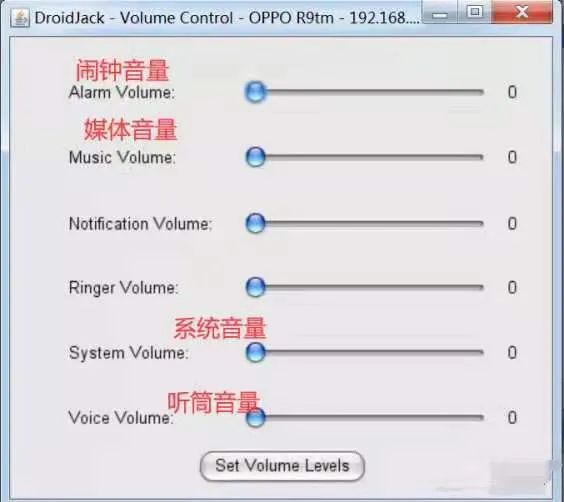 DroidJack - Volume Control - OPPO R9tm - 192.168....
闹钟音量
Alarm Volume: 0
媒体音量
Music Volume: 0
Notification Volume: 0
Ringer Volume: 0
系统音量
System Volume: 0
听筒音量
Voice Volume: 0
Set Volume Levels